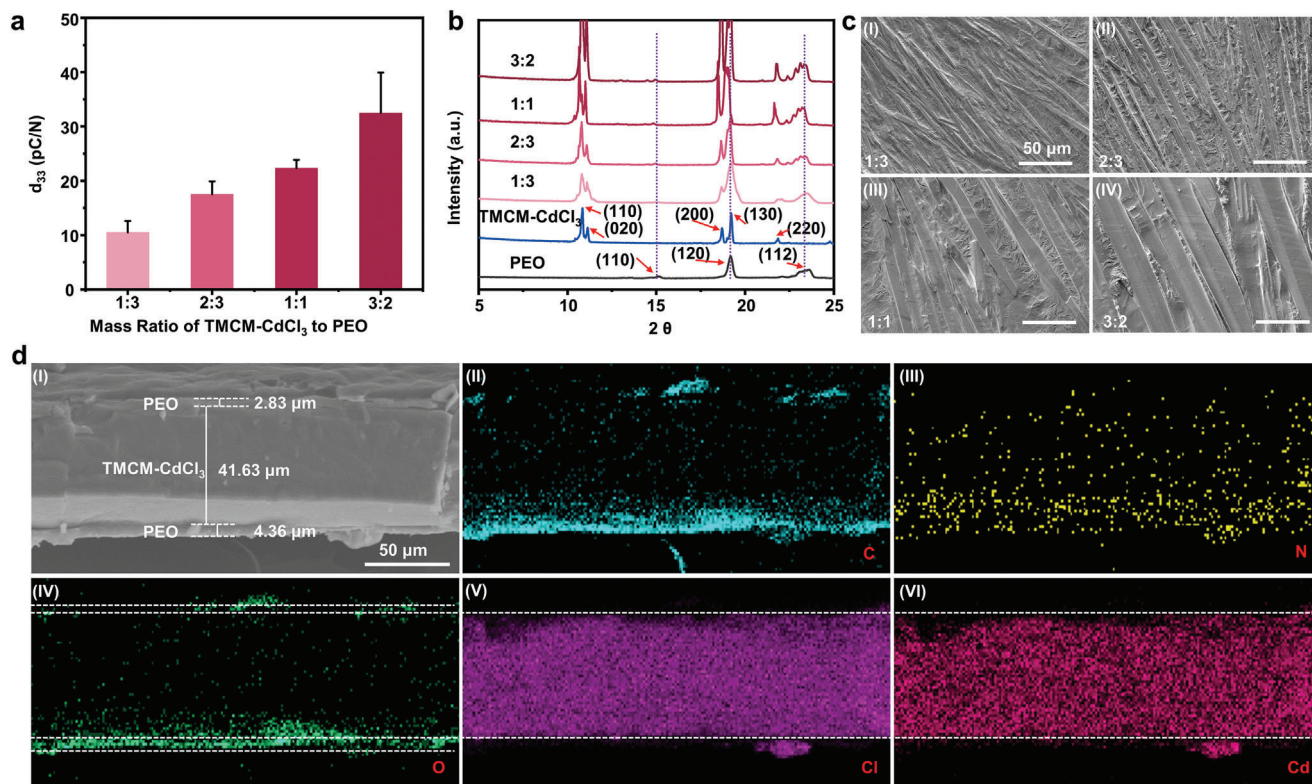 a
50
40
30
20
10
0
d33 (pC/N)
1:3 2:3 1:1 3:2
Mass Ratio of TMCM-CdCl3 to PEO
b
Intensity (a.u.)
3:2
1:1
2:3
1:3
TMCM-CdCl3
PEO
(110)
(020)
(200)
(130)
(220)
(110)
(120)
(112)
5 10 15 20 25
2 θ
c
(I)
1:3
50 μm
(II)
2:3
(III)
1:1
(IV)
3:2
d
(I)
PEO 2.83 μm
TMCM-CdCl3 41.63 μm
PEO 4.36 μm
50 μm
(II)
C
(III)
N
(IV)
O
(V)
Cl
(VI)
Cd